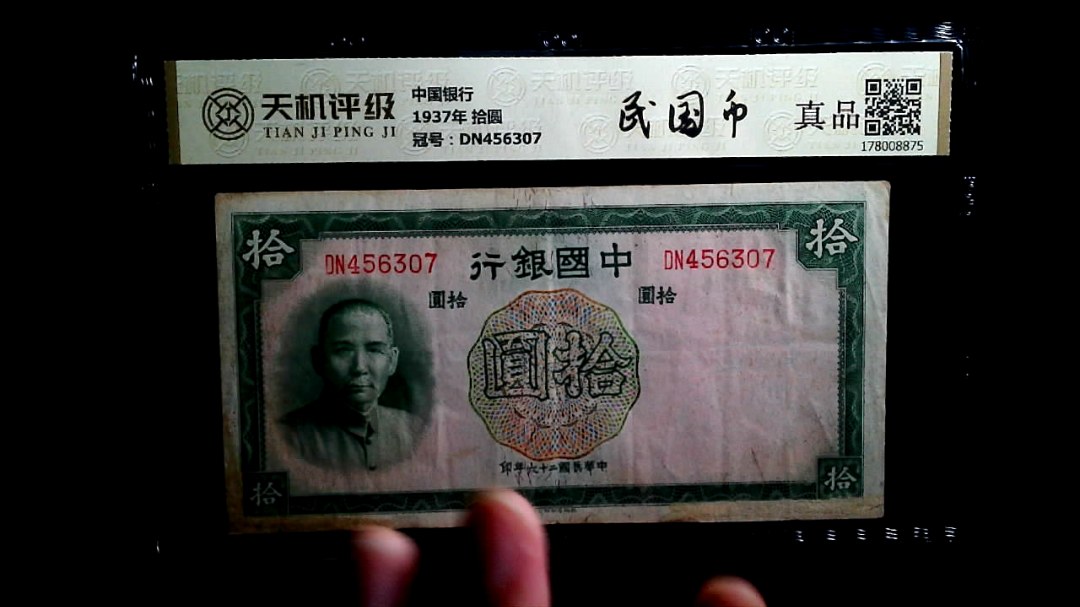 天机评级
TIAN JI PING JI
中国银行
1937年 拾圆
冠号：DN456307
民国币
真品
178008875
拾
拾
DN456307
行銀國中
DN456307
圓拾
圓拾
圓拾
印年六十二國民華中
拾
拾